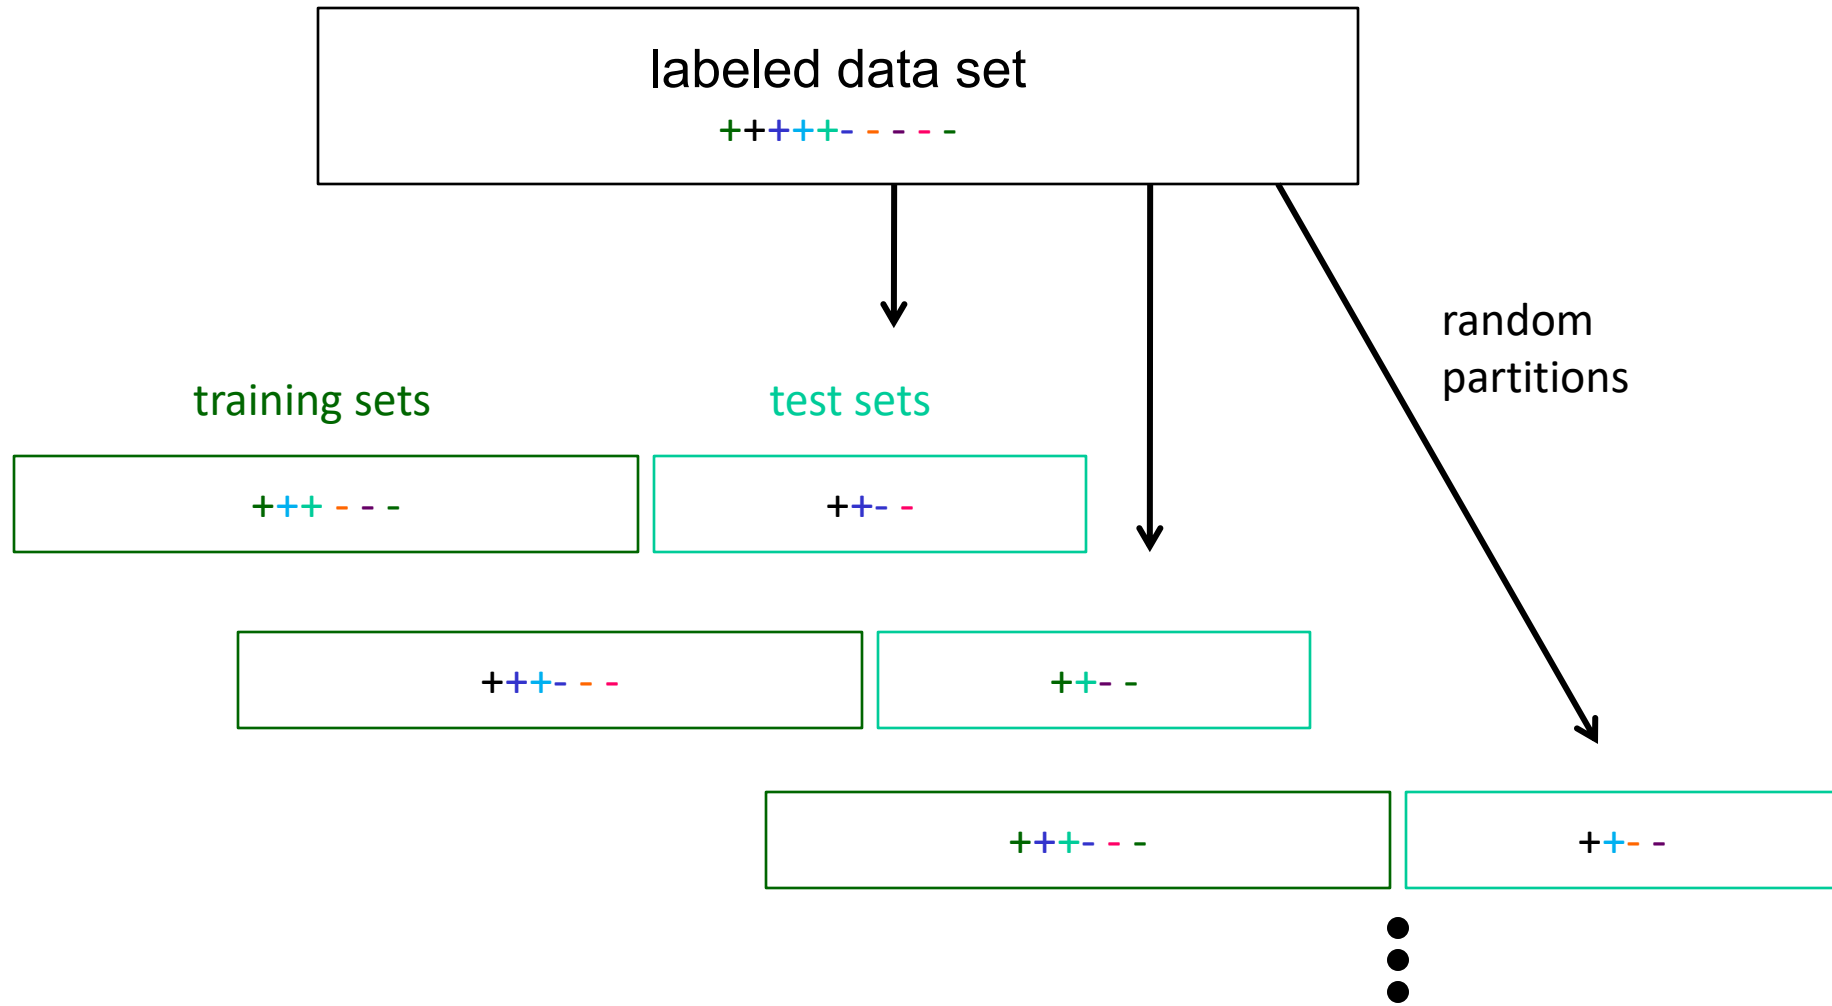 labeled data set
+++++- - - - -
random
partitions
training sets
test sets
+++ - - -
++- -
+++- - -
++- -
+++- - -
++- -